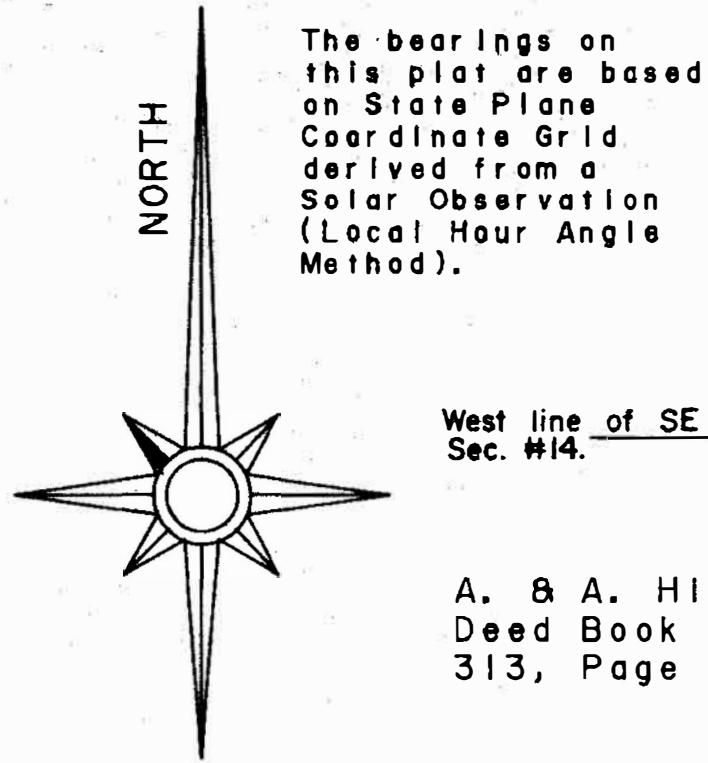 NORTH
The bearings on
this plat are based
on State Plane
Coordinate Grid
derived from a
Solar Observation
(Local Hour Angle
Method).
West line of SE
Sec. #14.
A. & A. HI
Deed Book
313, Page